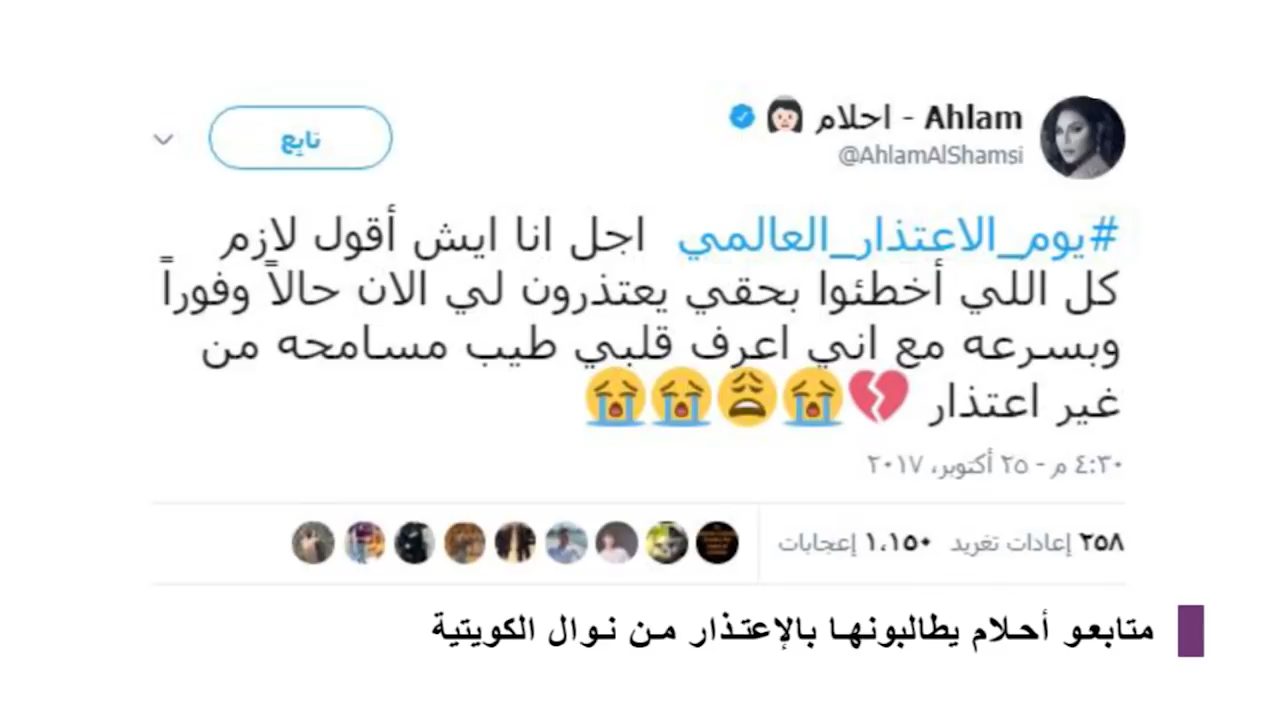 Ahlam - احلام
@AhlamAlShamsi
تابع
#يوم_الاعتذار_العالمي اجل انا ايش أقول لازم
كل اللي أخطئوا بحقي يعتذرون لي الان حالاً وفوراً
وبسرعه مع اني اعرف قلبي طيب مسامحه من
غير اعتذار 💔😭😩😭😭
٤:٣٠ م - ٢٥ أكتوبر، ٢٠١٧
٢٥٨ إعادات تغريد ١،١٥٠ إعجابات
متابعو أحلام يطالبونها بالإعتذار من نوال الكويتية